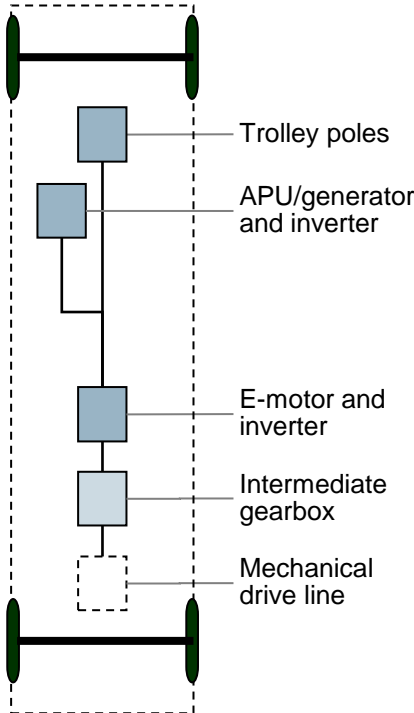 Trolley poles
APU/generator
and inverter
E-motor and
inverter
Intermediate
gearbox
Mechanical
drive line